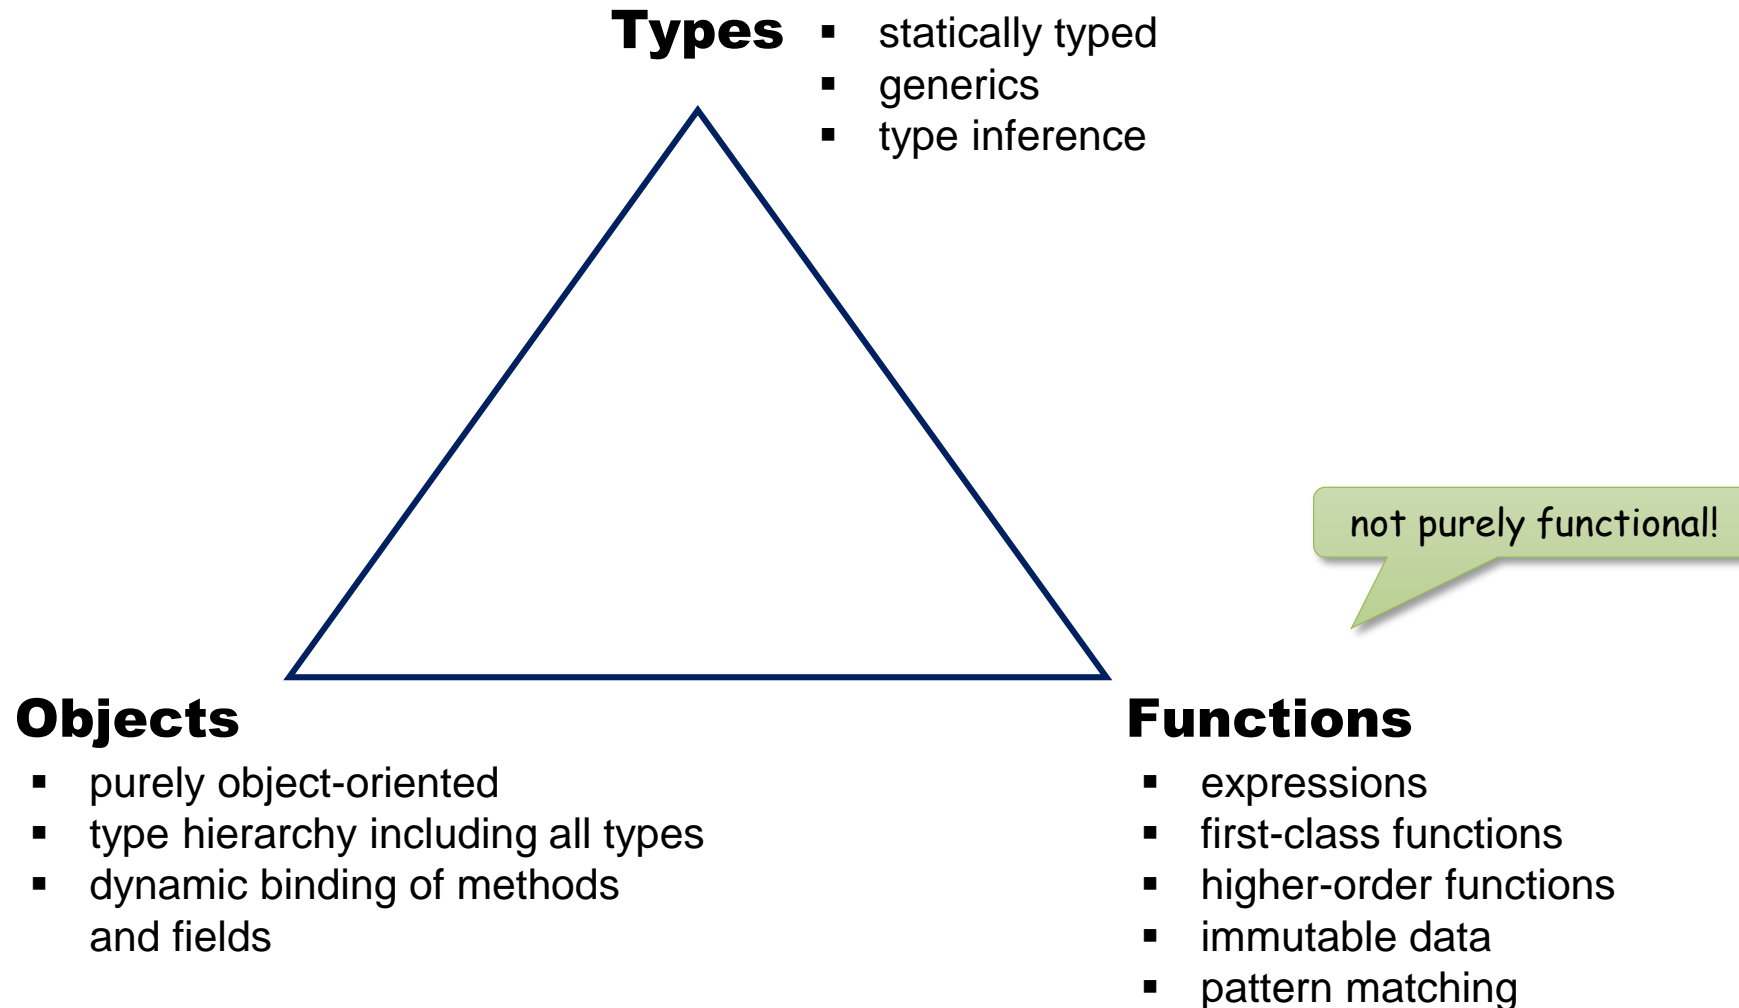 Types
▪ statically typed
▪ generics
▪ type inference
not purely functional!
Objects
▪ purely object-oriented
▪ type hierarchy including all types
▪ dynamic binding of methods
and fields
Functions
▪ expressions
▪ first-class functions
▪ higher-order functions
▪ immutable data
▪ pattern matching